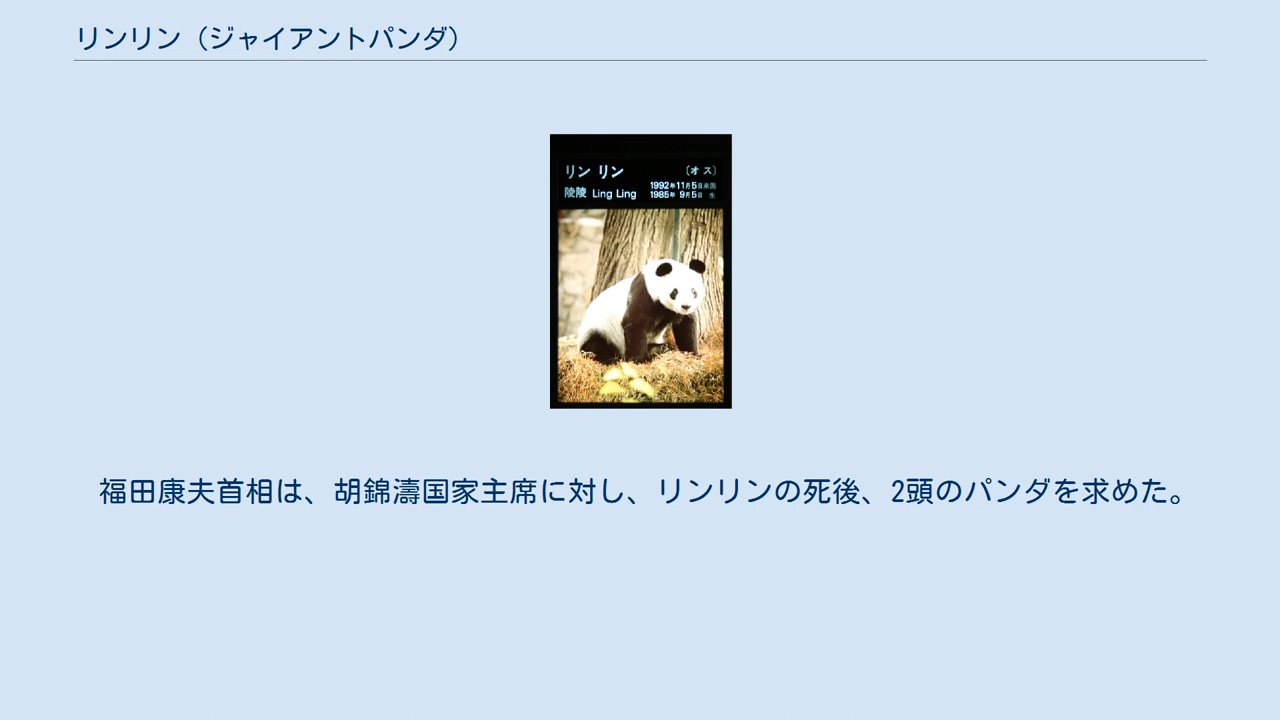 リンリン（ジャイアントパンダ）
リン リン 〔オ ス〕
陵陵 Ling Ling 1992年11月5日来園
1985年 9月5日 生
福田康夫首相は、胡錦濤国家主席に対し、リンリンの死後、2頭のパンダを求めた。